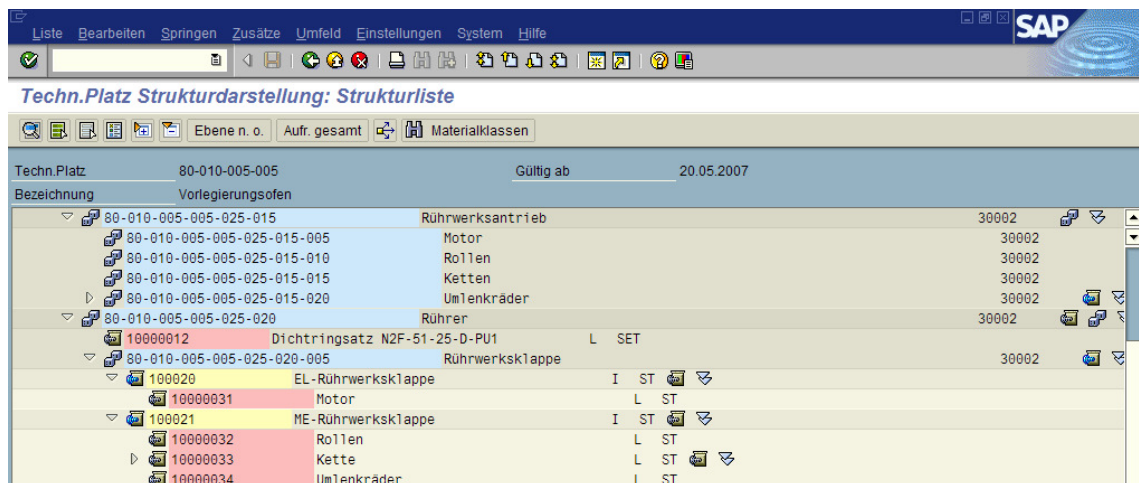 Liste Bearbeiten Springen Zusätze Umfeld Einstellungen System Hilfe
SAP
Techn.Platz Strukturdarstellung: Strukturliste
Ebene n. o. Aufr. gesamt Materialklassen
Techn.Platz 80-010-005-005 Gültig ab 20.05.2007
Bezeichnung Vorlegierungsofen
80-010-005-005-025-015 Rührwerksantrieb 30002
80-010-005-005-025-015-005 Motor 30002
80-010-005-005-025-015-010 Rollen 30002
80-010-005-005-025-015-015 Ketten 30002
80-010-005-005-025-015-020 Umlenkräder 30002
80-010-005-005-025-020 Rührer 30002
10000012 Dichtringsatz N2F-51-25-D-PU1 L SET
80-010-005-005-025-020-005 Rührwerksklappe 30002
100020 EL-Rührwerksklappe I ST
10000031 Motor L ST
100021 ME-Rührwerksklappe I ST
10000032 Rollen L ST
10000033 Kette L ST
10000034 Umlenkräder L ST